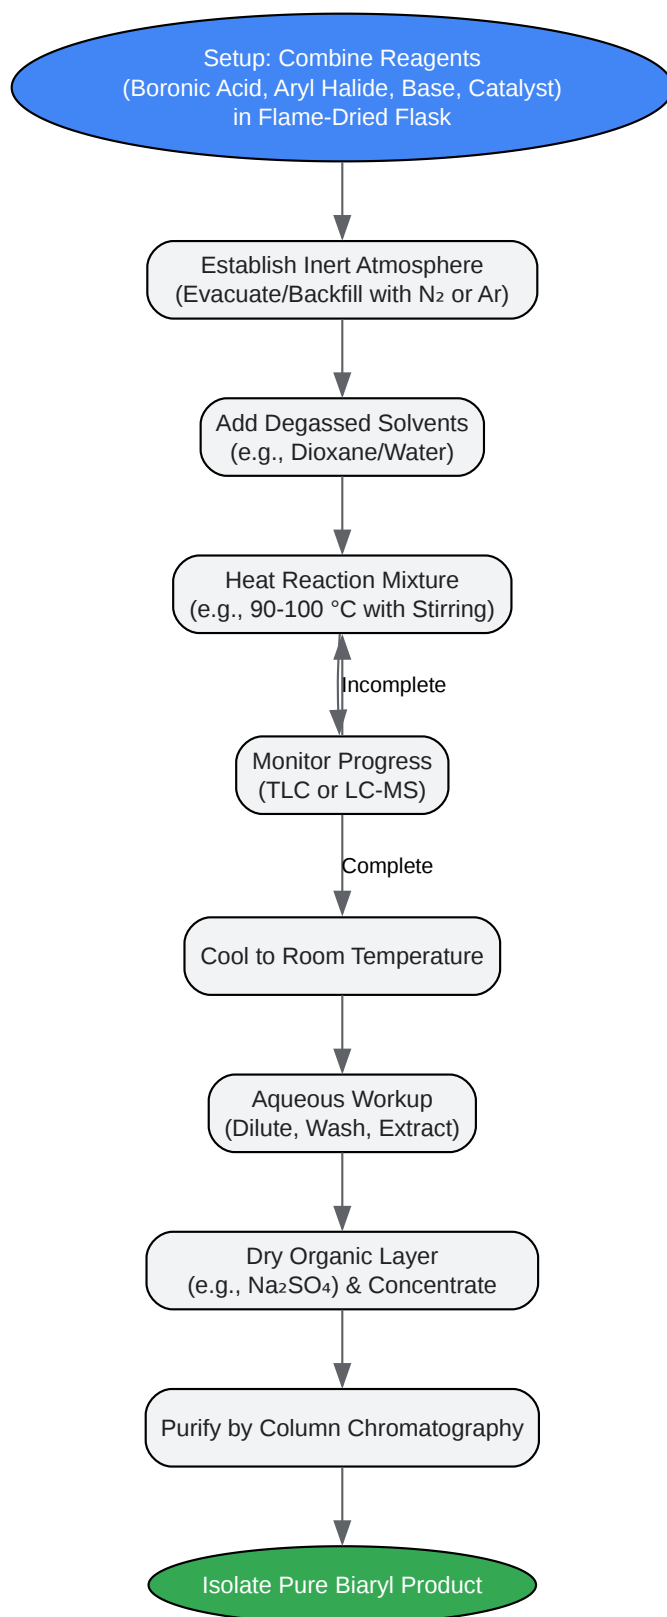 Setup: Combine Reagents
(Boronic Acid, Aryl Halide, Base, Catalyst)
in Flame-Dried Flask
Establish Inert Atmosphere
(Evacuate/Backfill with N₂ or Ar)
Add Degassed Solvents
(e.g., Dioxane/Water)
Heat Reaction Mixture
(e.g., 90-100 °C with Stirring)
Incomplete
Monitor Progress
(TLC or LC-MS)
Complete
Cool to Room Temperature
Aqueous Workup
(Dilute, Wash, Extract)
Dry Organic Layer
(e.g., Na₂SO₄) & Concentrate
Purify by Column Chromatography
Isolate Pure Biaryl Product